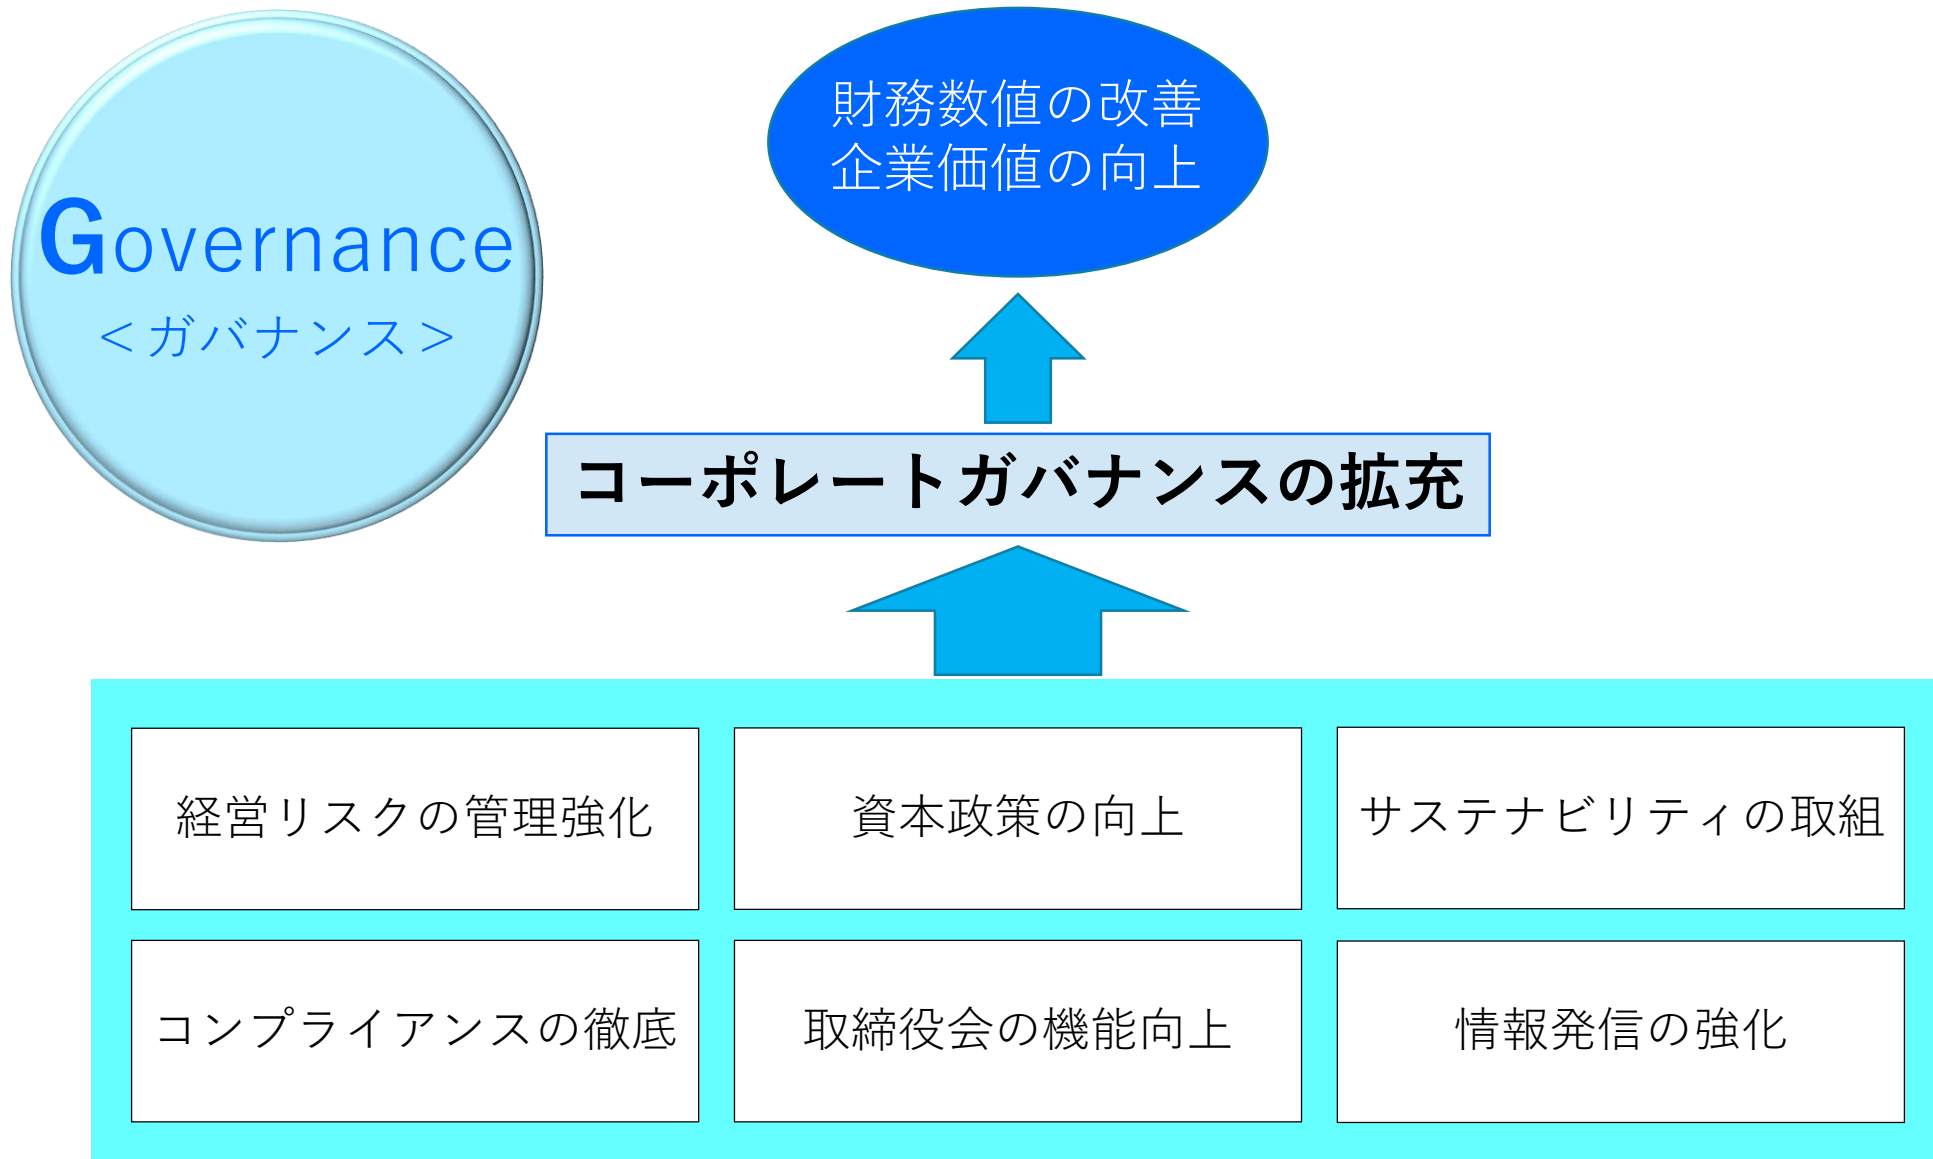 Governance
＜ガバナンス＞
財務数値の改善
企業価値の向上
コーポレートガバナンスの拡充
経営リスクの管理強化
資本政策の向上
サステナビリティの取組
コンプライアンスの徹底
取締役会の機能向上
情報発信の強化